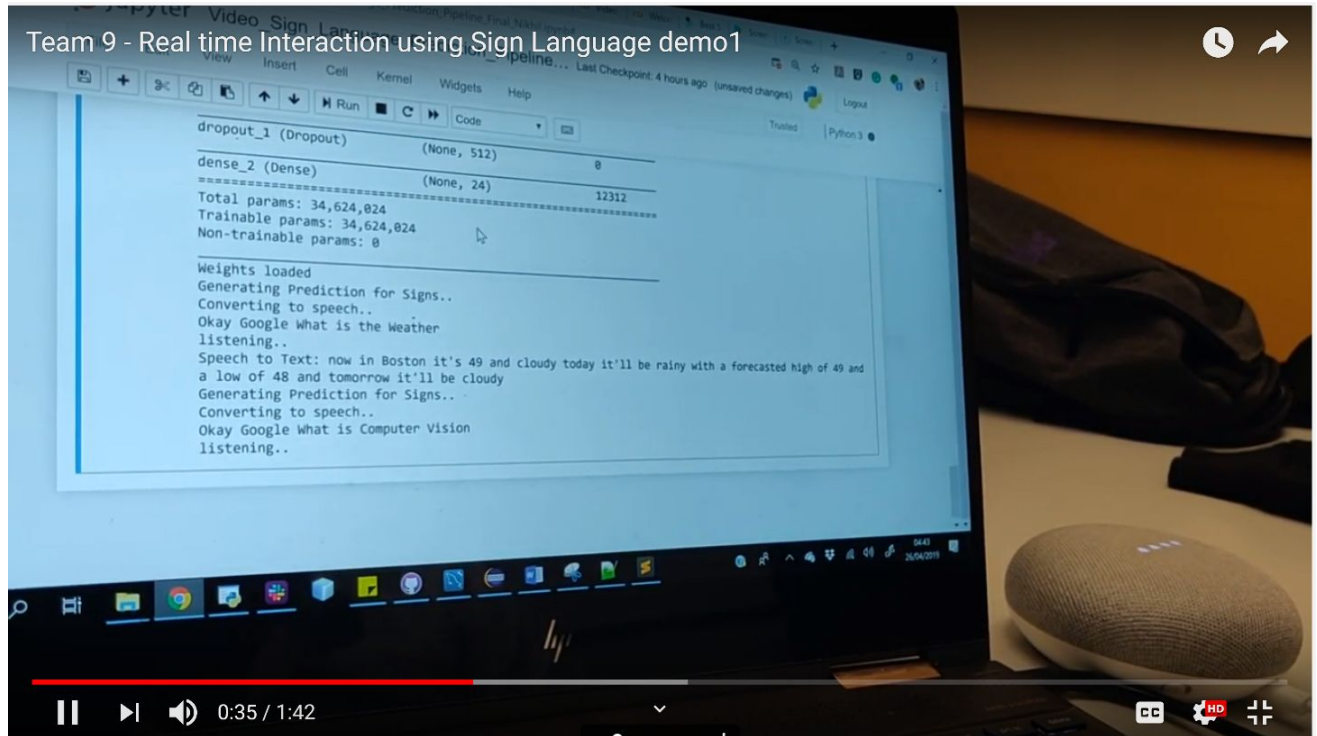 Jupyter Video_Sign_Language_
Team 9 - Real time Interaction using Sign Language demo1
Pipeline... Last Checkpoint: 4 hours ago (unsaved changes)
Logout
View Insert Cell Kernel Widgets Help
Trusted Python 3
Run Code
dropout_1 (Dropout) (None, 512) 0
dense_2 (Dense) (None, 24) 12312
Total params: 34,624,024
Trainable params: 34,624,024
Non-trainable params: 0
Weights loaded
Generating Prediction for Signs..
Converting to speech..
Okay Google What is the Weather
listening..
Speech to Text: now in Boston it's 49 and cloudy today it'll be rainy with a forecasted high of 49 and
a low of 48 and tomorrow it'll be cloudy
Generating Prediction for Signs..
Converting to speech..
Okay Google What is Computer Vision
listening..
04:43
26/04/2019
hp
0:35 / 1:42
CC HD